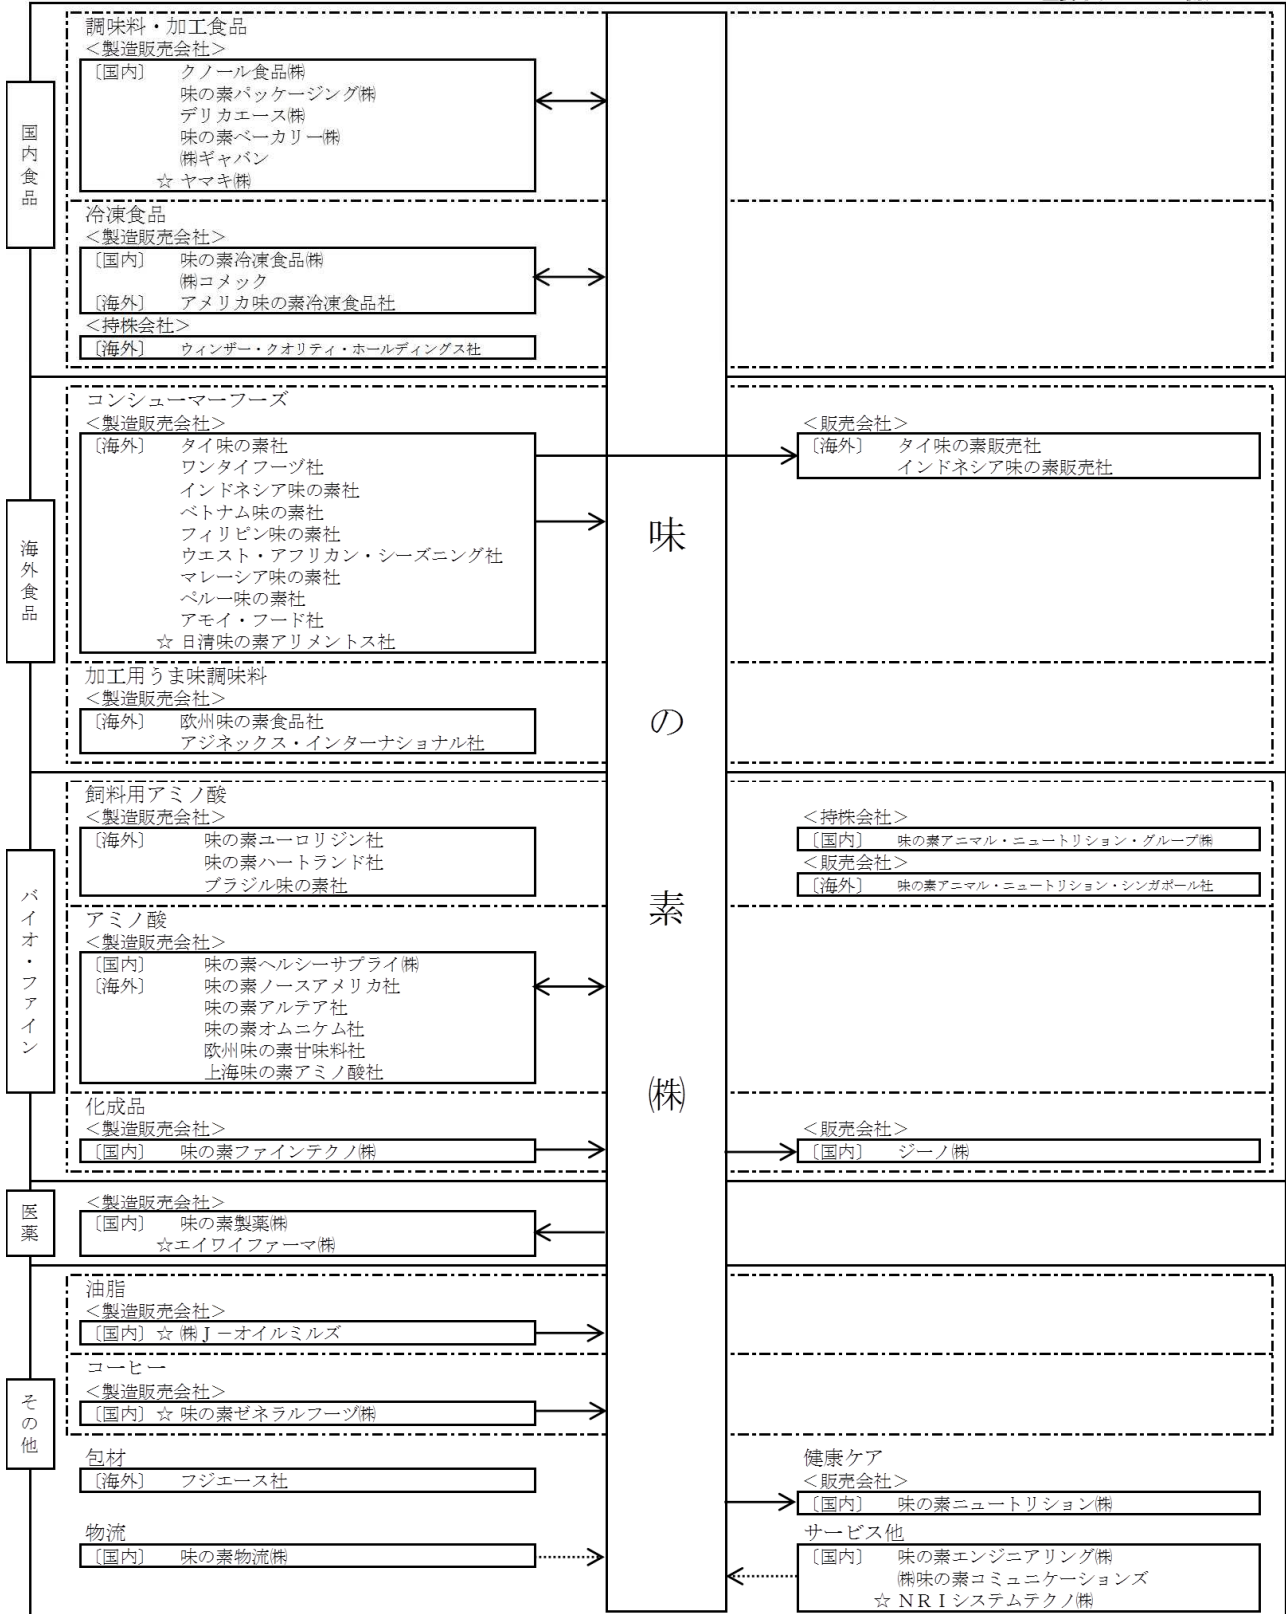 国内食品
調味料・加工食品
＜製造販売会社＞
〔国内〕 クノール食品㈱
味の素パッケージング㈱
デリカエース㈱
味の素ベーカリー㈱
㈱ギャバン
☆ ヤマキ㈱
冷凍食品
＜製造販売会社＞
〔国内〕 味の素冷凍食品㈱
㈱コメック
〔海外〕 アメリカ味の素冷凍食品社
＜持株会社＞
〔海外〕 ウィンザー・クオリティ・ホールディングス社
海外食品
コンシューマーフーズ
＜製造販売会社＞
〔海外〕 タイ味の素社
ワンタイフーヅ社
インドネシア味の素社
ベトナム味の素社
フィリピン味の素社
ウエスト・アフリカン・シーズニング社
マレーシア味の素社
ペルー味の素社
アモイ・フード社
☆ 日清味の素アリメントス社
＜販売会社＞
〔海外〕 タイ味の素販売社
インドネシア味の素販売社
加工用うま味調味料
＜製造販売会社＞
〔海外〕 欧州味の素食品社
アジネックス・インターナショナル社
味の素㈱
バイオ・ファイン
飼料用アミノ酸
＜製造販売会社＞
〔海外〕 味の素ユーロリジン社
味の素ハートランド社
ブラジル味の素社
＜持株会社＞
〔国内〕 味の素アニマル・ニュートリション・グループ㈱
＜販売会社＞
〔海外〕 味の素アニマル・ニュートリション・シンガポール社
アミノ酸
＜製造販売会社＞
〔国内〕 味の素ヘルシーサプライ㈱
〔海外〕 味の素ノースアメリカ社
味の素アルテア社
味の素オムニケム社
欧州味の素甘味料社
上海味の素アミノ酸社
化成品
＜製造販売会社＞
〔国内〕 味の素ファインテクノ㈱
＜販売会社＞
〔国内〕 ジーノ㈱
医薬
＜製造販売会社＞
〔国内〕 味の素製薬㈱
☆エイワイファーマ㈱
その他
油脂
＜製造販売会社＞
〔国内〕 ☆ ㈱Ｊ－オイルミルズ
コーヒー
＜製造販売会社＞
〔国内〕 ☆ 味の素ゼネラルフーヅ㈱
包材
〔海外〕 フジエース社
健康ケア
＜販売会社＞
〔国内〕 味の素ニュートリション㈱
物流
〔国内〕 味の素物流㈱
サービス他
〔国内〕 味の素エンジニアリング㈱
㈱味の素コミュニケーションズ
☆ ＮＲＩシステムテクノ㈱